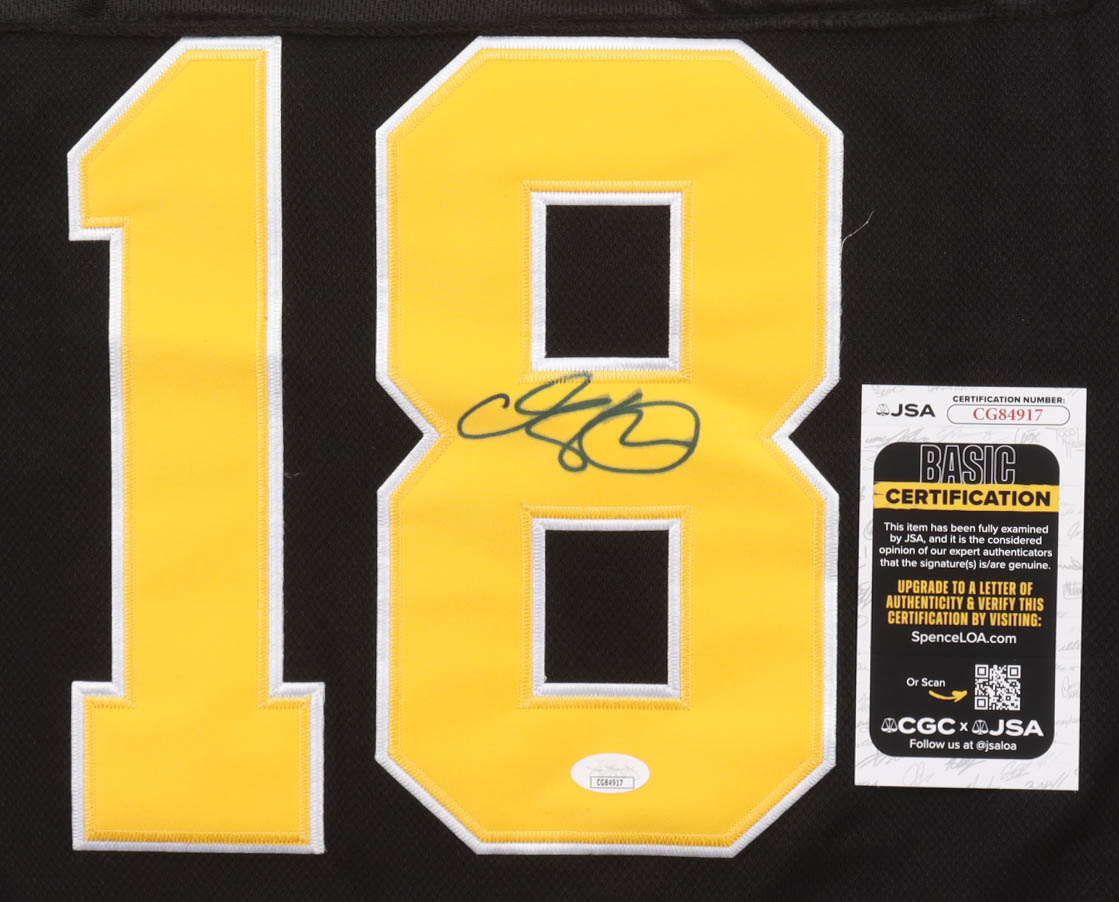 18
JSA
CERTIFICATION NUMBER:
CG84917
BASIC
CERTIFICATION
This item has been fully examined
by JSA, and it is the considered
opinion of our expert authenticators
that the signature(s) is/are genuine.
UPGRADE TO A LETTER OF
AUTHENTICITY & VERIFY THIS
CERTIFICATION BY VISITING:
SpenceLOA.com
Or Scan
CGC x JSA
Follow us at @jsaloa
CG84917